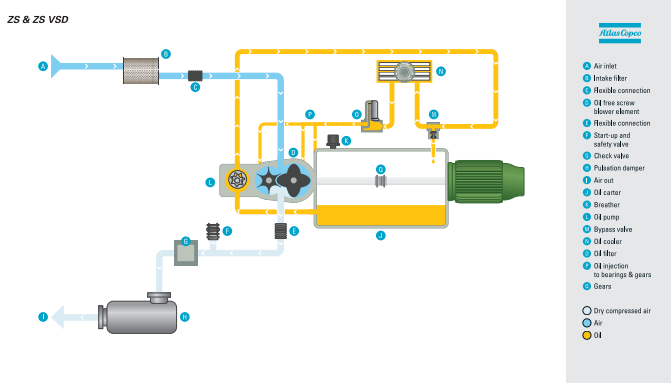 ZS & ZS VSD
Atlas Copco
A Air inlet
B Intake filter
C Flexible connection
D Oil free screw
blower element
E Flexible connection
F Start-up and
safety valve
G Check valve
H Pulsation damper
I Air out
J Oil carter
K Breather
L Oil pump
M Bypass valve
N Oil cooler
O Oil filter
P Oil injection
to bearings & gears
Q Gears
Dry compressed air
Air
Oil
A
B
C
N
P
O
M
K
D
L
Q
F
E
G
J
I
H